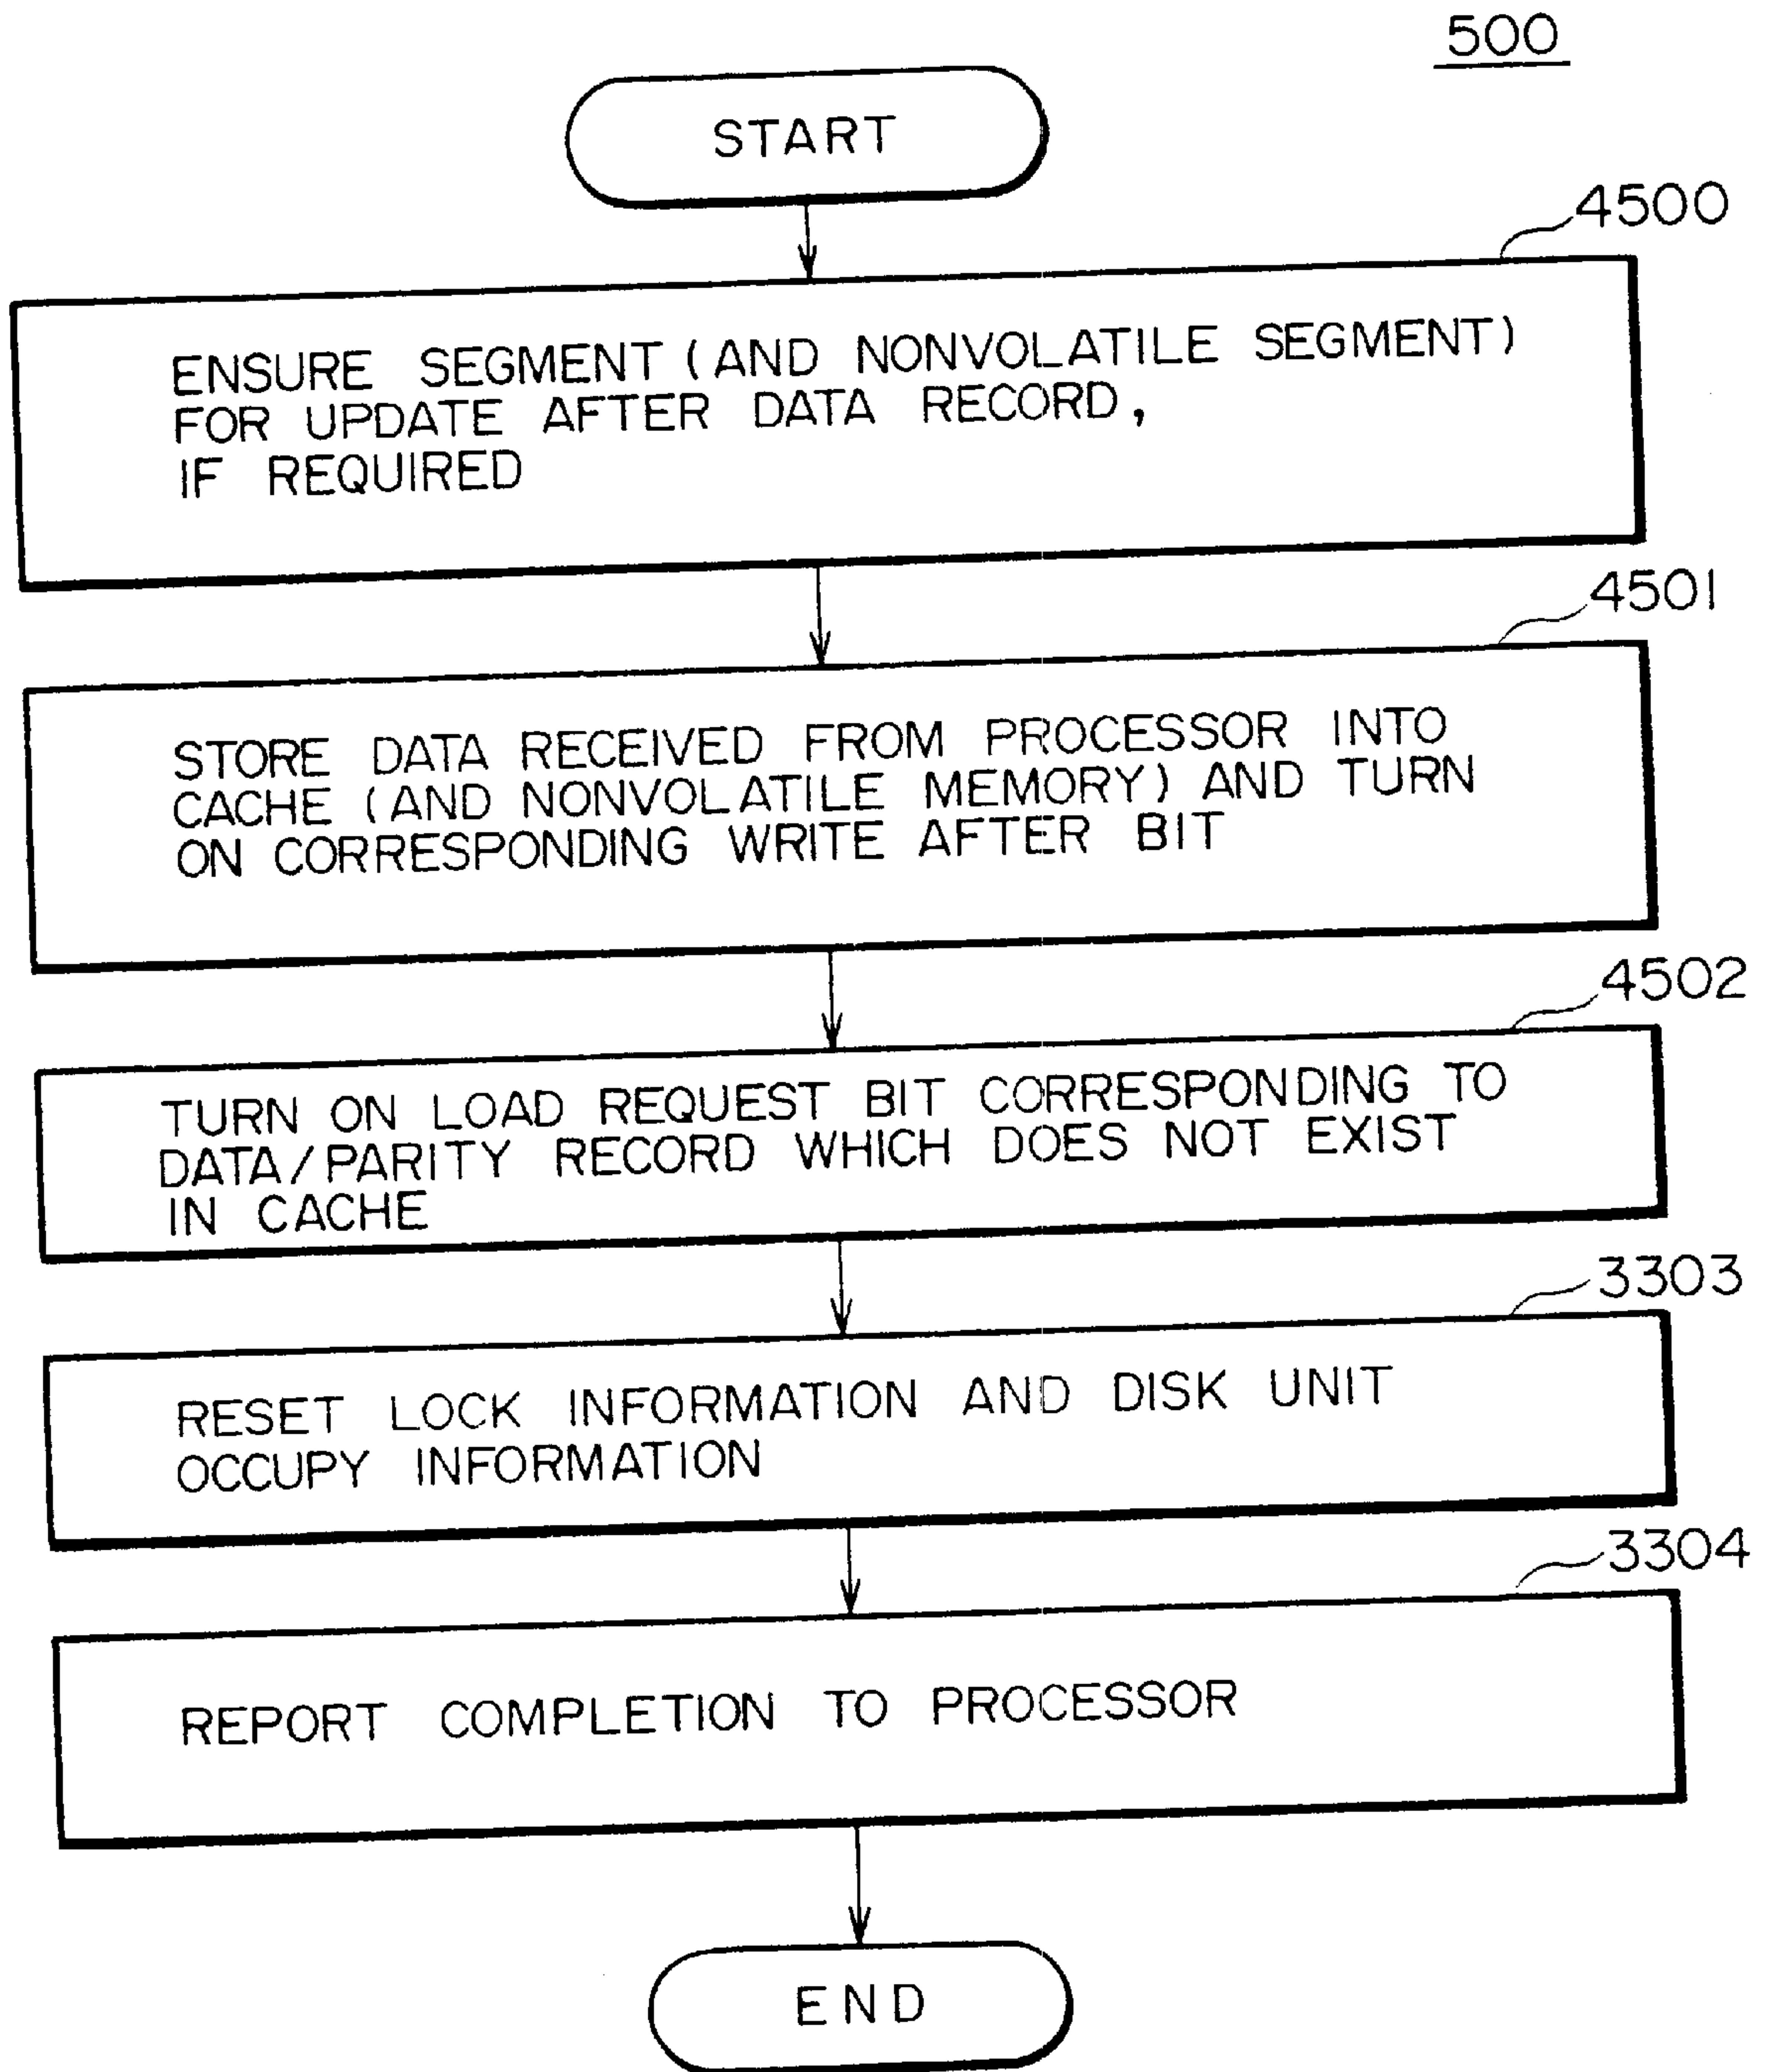 500
START
4500
ENSURE SEGMENT (AND NONVOLATILE SEGMENT)
FOR UPDATE AFTER DATA RECORD,
IF REQUIRED
4501
STORE DATA RECEIVED FROM PROCESSOR INTO
CACHE (AND NONVOLATILE MEMORY) AND TURN
ON CORRESPONDING WRITE AFTER BIT
4502
TURN ON LOAD REQUEST BIT CORRESPONDING TO
DATA/PARITY RECORD WHICH DOES NOT EXIST
IN CACHE
3303
RESET LOCK INFORMATION AND DISK UNIT
OCCUPY INFORMATION
3304
REPORT COMPLETION TO PROCESSOR
END